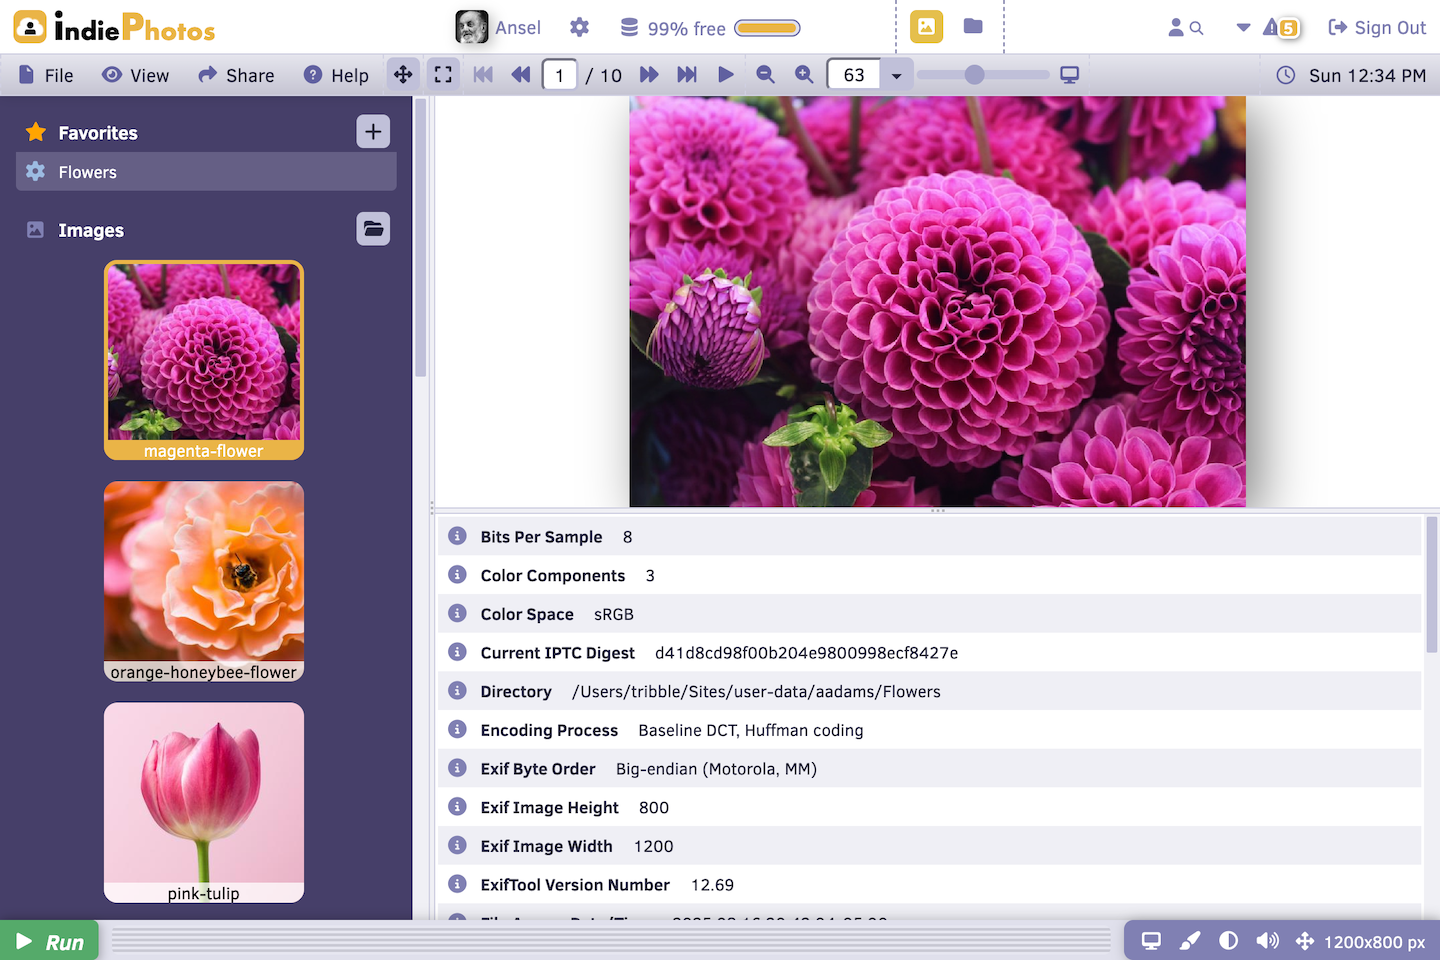 indiePhotos
Ansel
99% free
5
Sign Out
File
View
Share
Help
1 / 10
63
Sun 12:34 PM
Favorites
Flowers
Images
magenta-flower
orange-honeybee-flower
pink-tulip
Bits Per Sample 8
Color Components 3
Color Space sRGB
Current IPTC Digest d41d8cd98f00b204e9800998ecf8427e
Directory /Users/tribble/Sites/user-data/aadams/Flowers
Encoding Process Baseline DCT, Huffman coding
Exif Byte Order Big-endian (Motorola, MM)
Exif Image Height 800
Exif Image Width 1200
ExifTool Version Number 12.69
Run
1200x800 px